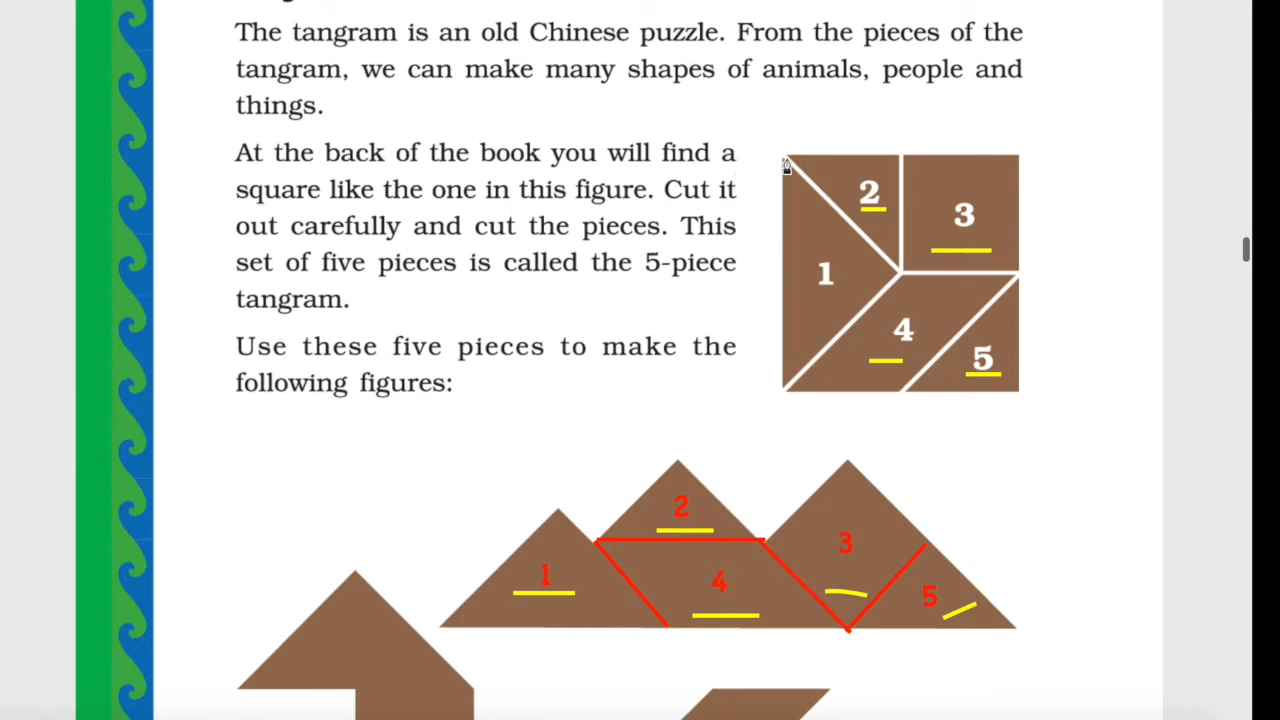 The tangram is an old Chinese puzzle. From the pieces of the
tangram, we can make many shapes of animals, people and
things.
At the back of the book you will find a
square like the one in this figure. Cut it
out carefully and cut the pieces. This
set of five pieces is called the 5-piece
tangram.
Use these five pieces to make the
following figures:
2
3
1
4
5
2
3
1
4
5